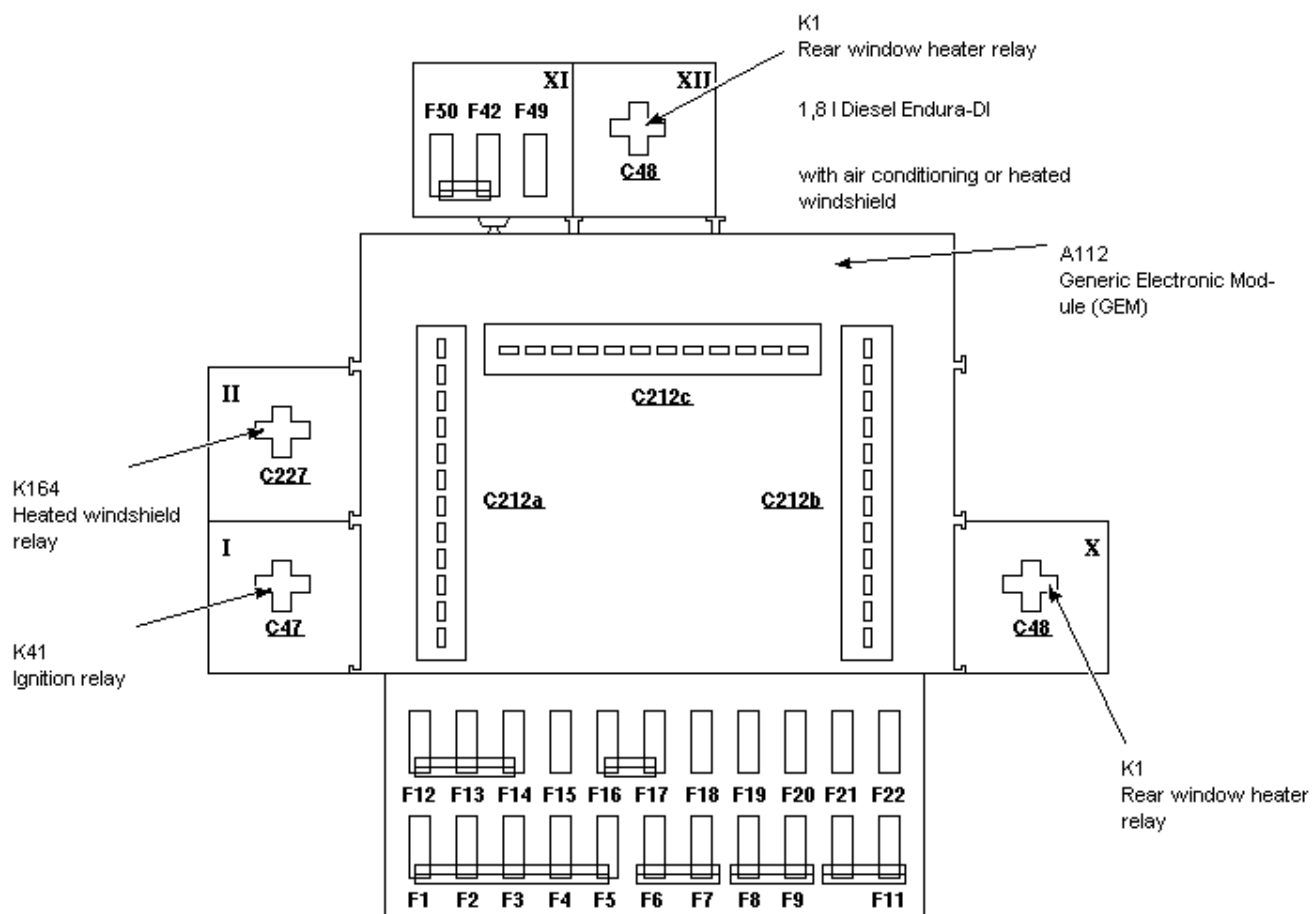 K1
Rear window heater relay
1,8 l Diesel Endura-DI
with air conditioning or heated
windshield
XI
XII
F50 F42 F49
C48
A112
Generic Electronic Mod-
ule (GEM)
C212c
II
C227
K164
Heated windshield
relay
C212a
C212b
I
C47
K41
Ignition relay
X
C48
K1
Rear window heater
relay
F12 F13 F14 F15 F16 F17 F18 F19 F20 F21 F22
F1 F2 F3 F4 F5 F6 F7 F8 F9 F11